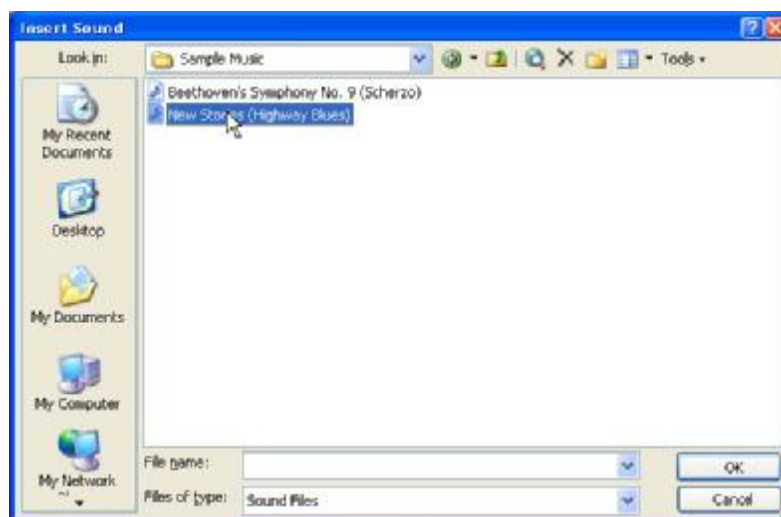 Insert Sound
Look in:
Sample Music
Tools
My Recent
Documents
Desktop
My Documents
My Computer
My Network
Beethoven's Symphony No. 9 (Scherzo)
New Stories (Highway Blues)
File name:
OK
Files of type:
Sound Files
Cancel